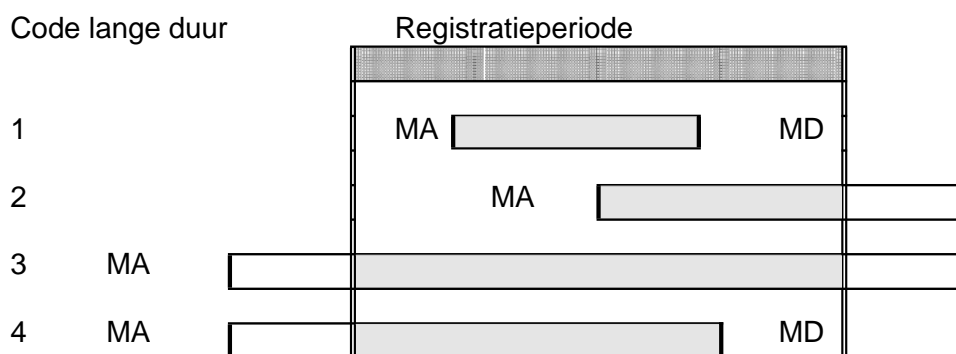 Code lange duur Registratieperiode
1 MA MD
2 MA
3 MA
4 MA MD